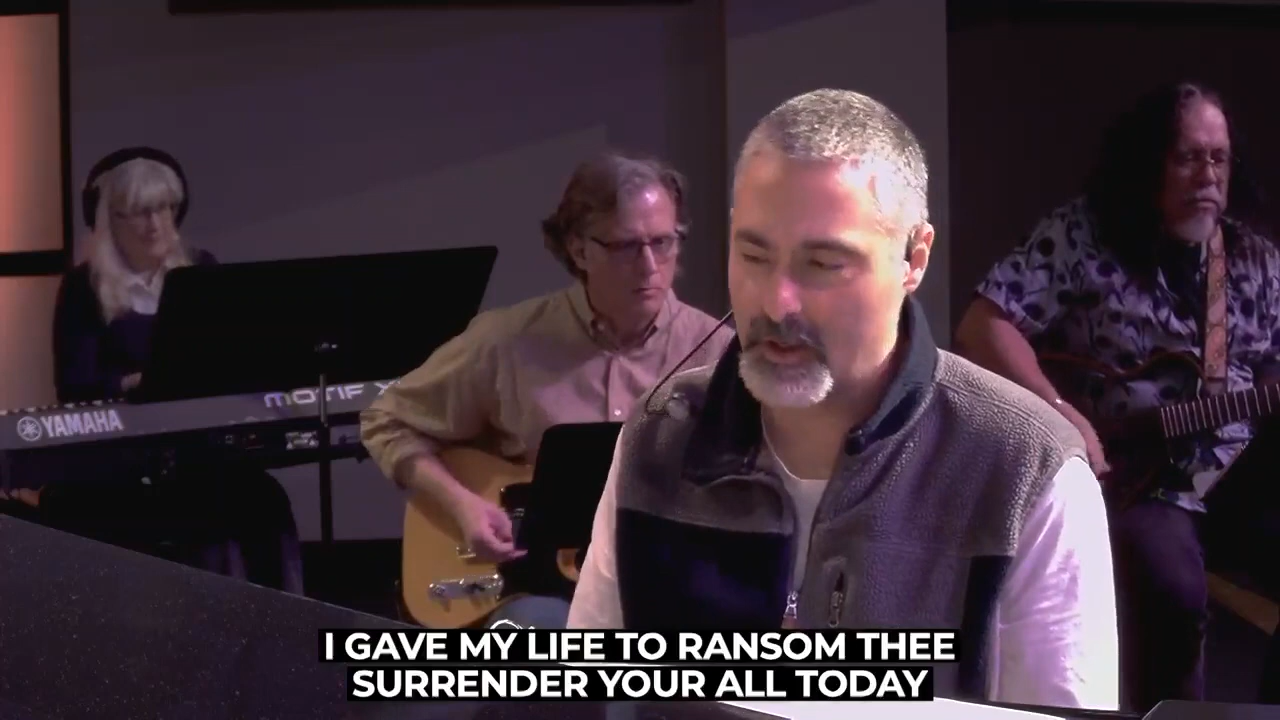 YAMAHA
MOTIF X
I GAVE MY LIFE TO RANSOM THEE
SURRENDER YOUR ALL TODAY